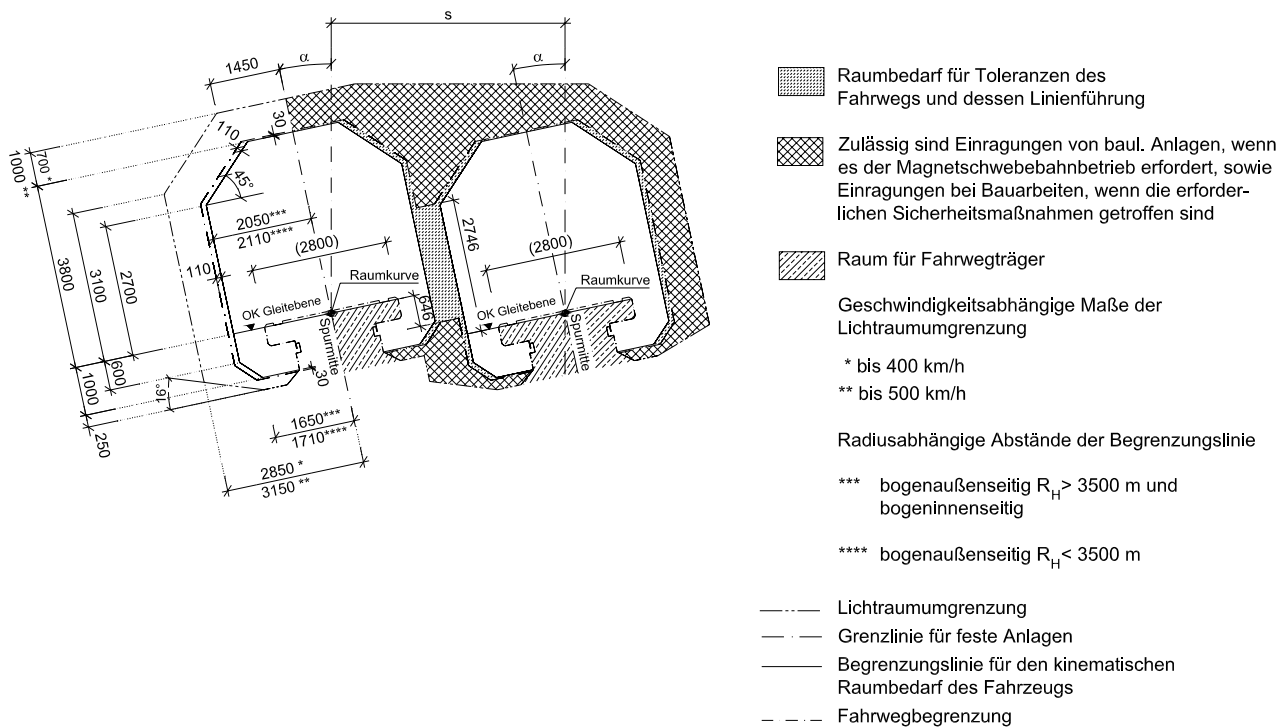 s
α
α
1450
30
110
700 *
1000 **
45°
2050***
2110****
(2800)
2746
(2800)
3800
3100
2700
110
Raumkurve
Raumkurve
OK Gleitebene
OK Gleitebene
646
Spurmitte
Spurmitte
600
1000
250
16°
30
1650***
1710****
2850 *
3150 **
Raumbedarf für Toleranzen des
Fahrwegs und dessen Linienführung
Zulässig sind Einragungen von baul. Anlagen, wenn
es der Magnetschwebebahnbetrieb erfordert, sowie
Einragungen bei Bauarbeiten, wenn die erforder-
lichen Sicherheitsmaßnahmen getroffen sind
Raum für Fahrwegträger
Geschwindigkeitsabhängige Maße der
Lichtraumumgrenzung
* bis 400 km/h
** bis 500 km/h
Radiusabhängige Abstände der Begrenzungslinie
*** bogenaußenseitig R_H> 3500 m und
bogeninnenseitig
**** bogenaußenseitig R_H< 3500 m
Lichtraumumgrenzung
Grenzlinie für feste Anlagen
Begrenzungslinie für den kinematischen
Raumbedarf des Fahrzeugs
Fahrwegbegrenzung